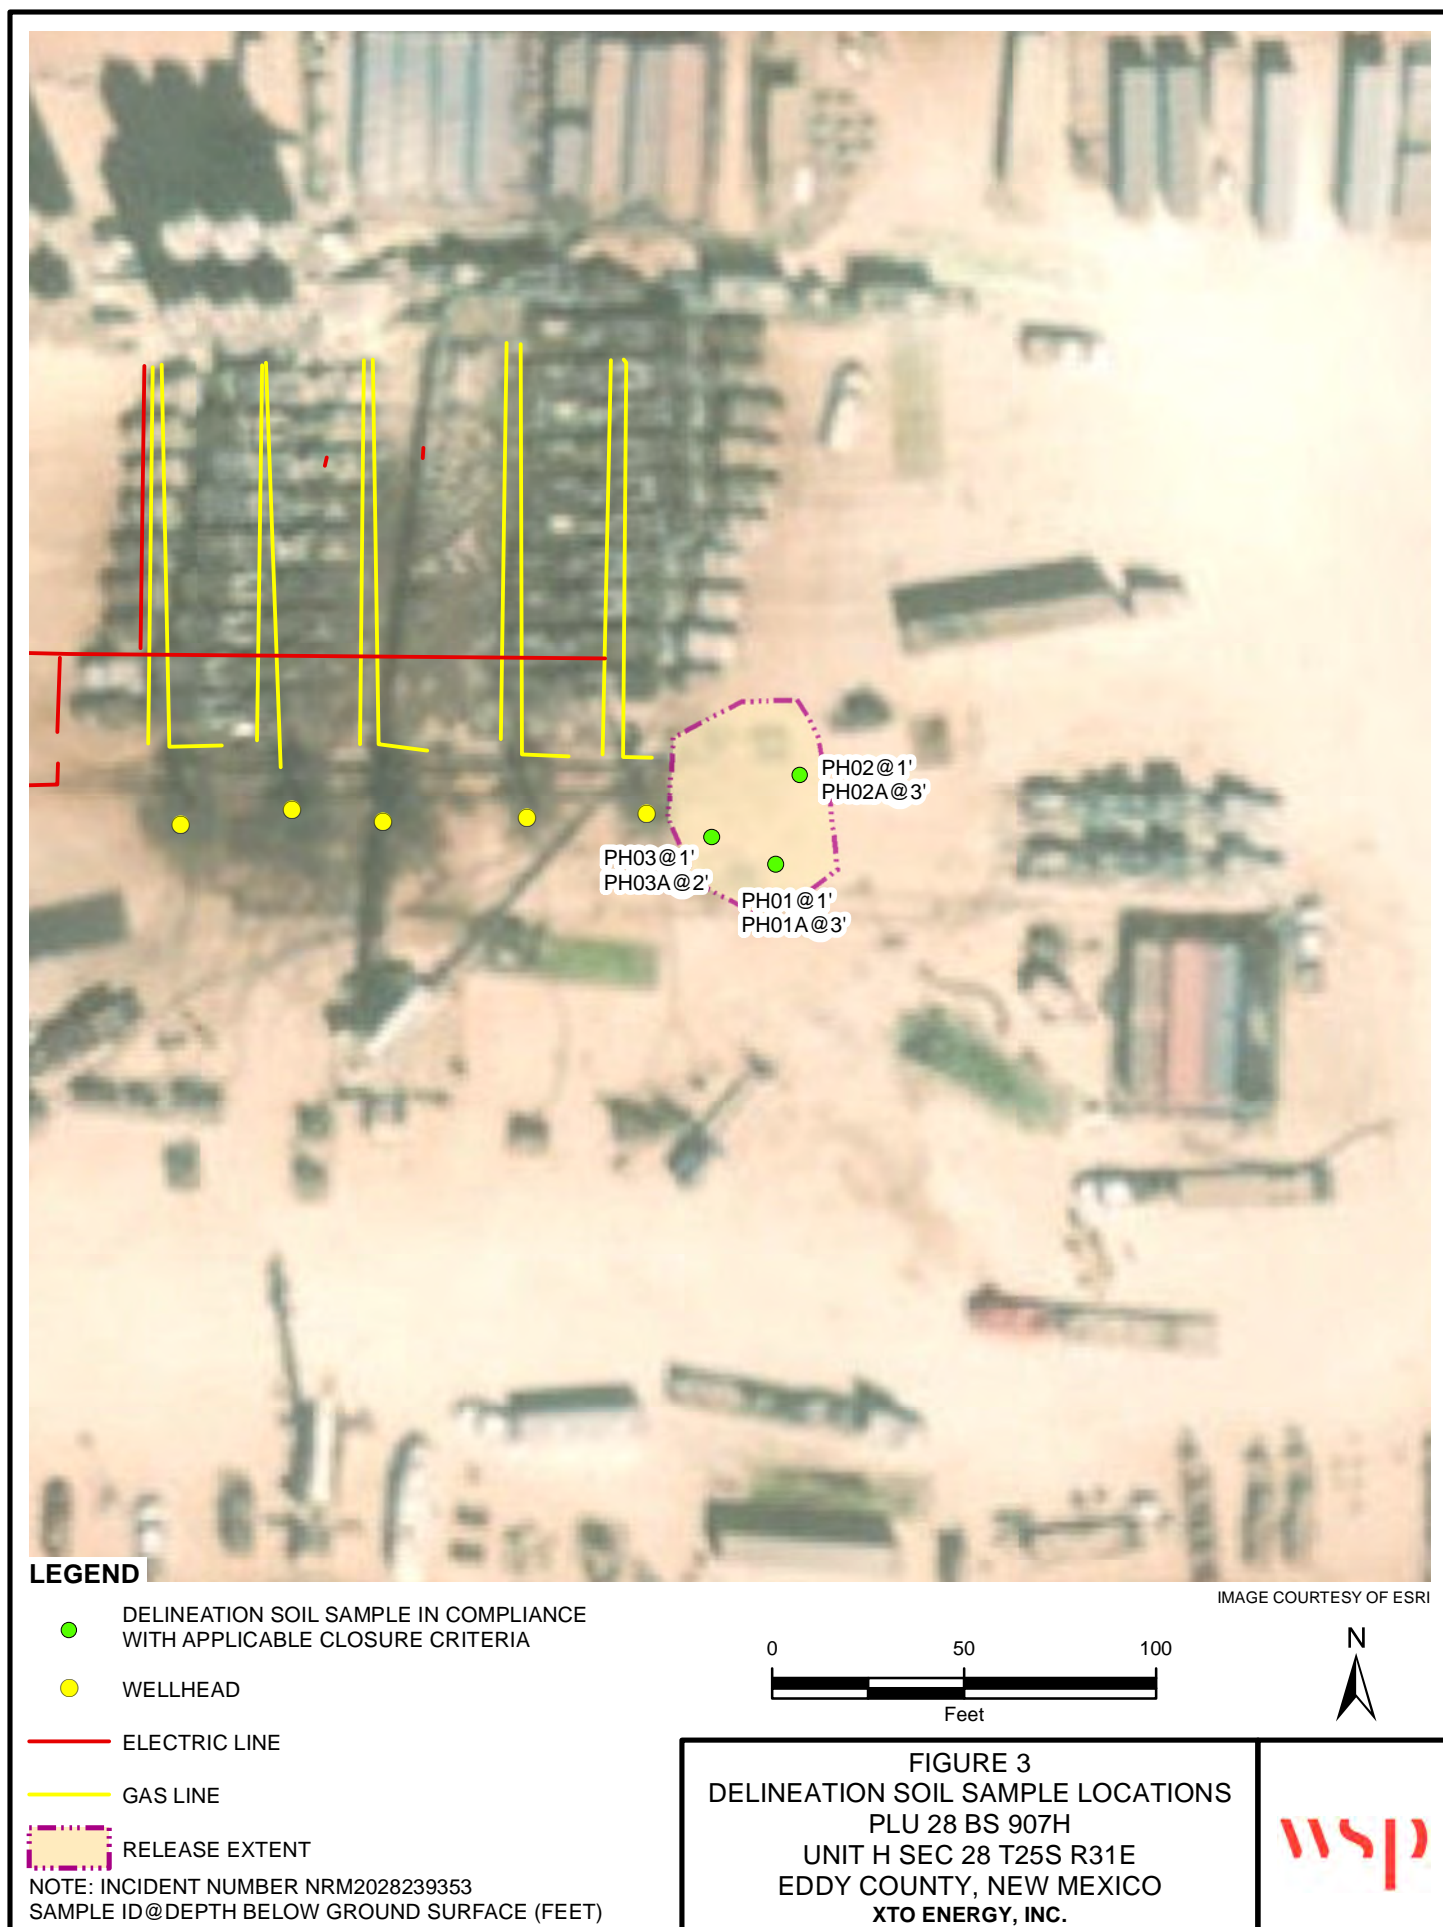 PH02@1'
PH02A@3'
PH03@1'
PH03A@2'
PH01@1'
PH01A@3'
LEGEND
IMAGE COURTESY OF ESRI
DELINEATION SOIL SAMPLE IN COMPLIANCE
WITH APPLICABLE CLOSURE CRITERIA
WELLHEAD
ELECTRIC LINE
GAS LINE
RELEASE EXTENT
NOTE: INCIDENT NUMBER NRM2028239353
SAMPLE ID@DEPTH BELOW GROUND SURFACE (FEET)
0 50 100
Feet
N
FIGURE 3
DELINEATION SOIL SAMPLE LOCATIONS
PLU 28 BS 907H
UNIT H SEC 28 T25S R31E
EDDY COUNTY, NEW MEXICO
XTO ENERGY, INC.
wsp